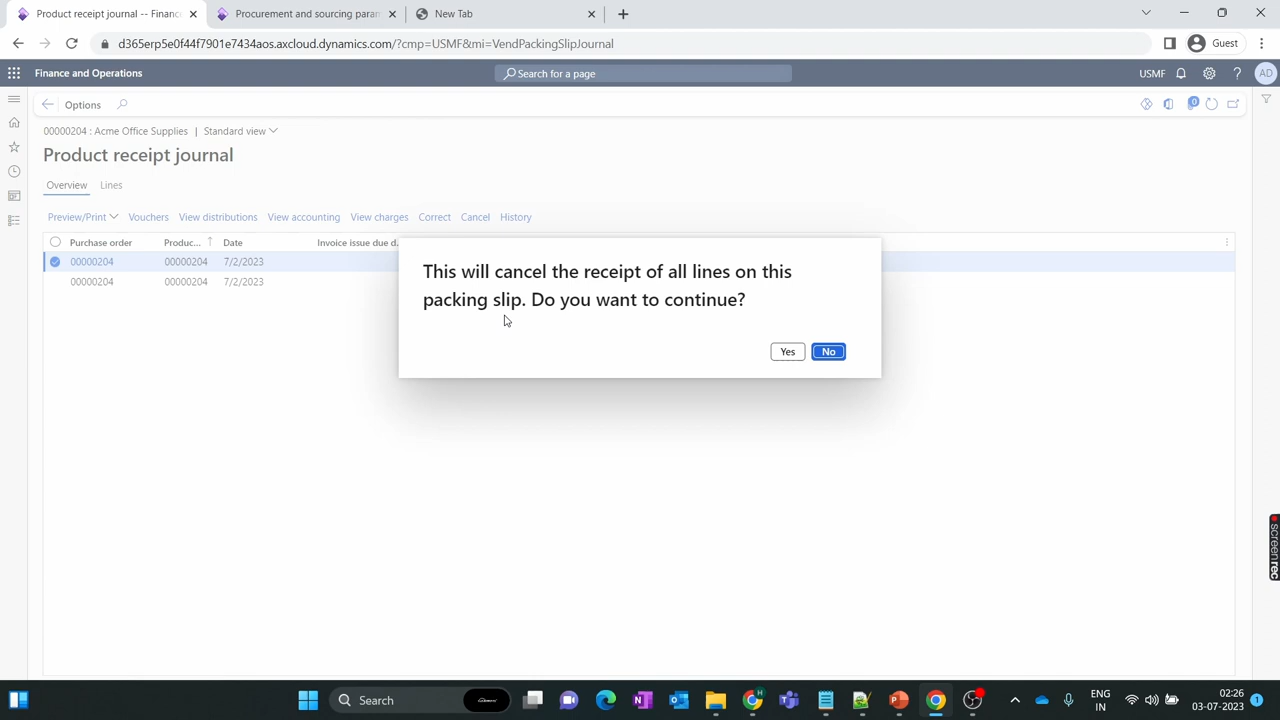 Product receipt journal -- Financ
Procurement and sourcing param
New Tab
d365erp5e0f44f7901e7434aos.axcloud.dynamics.com/?cmp=USMF&mi=VendPackingSlipJournal
Guest
Finance and Operations
Search for a page
USMF
AD
Options
0
00000204 : Acme Office Supplies | Standard view
Product receipt journal
Overview Lines
Preview/Print Vouchers View distributions View accounting View charges Correct Cancel History
Purchase order Produc... Date Invoice issue due d...
00000204 00000204 7/2/2023
00000204 00000204 7/2/2023
This will cancel the receipt of all lines on this
packing slip. Do you want to continue?
Yes No
screenrec
Search
ENG
IN
02:26
03-07-2023
1